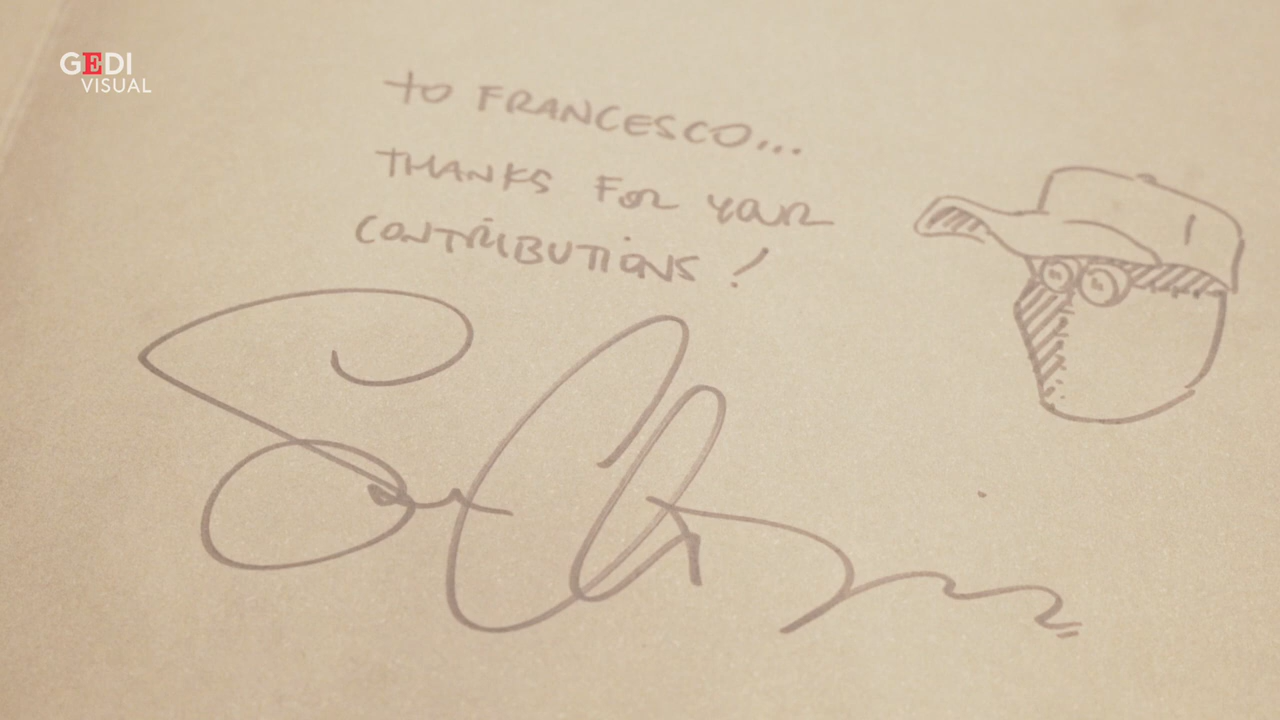 GEDI
VISUAL
TO FRANCESCO...
THANKS FOR YOUR
CONTRIBUTIONS!